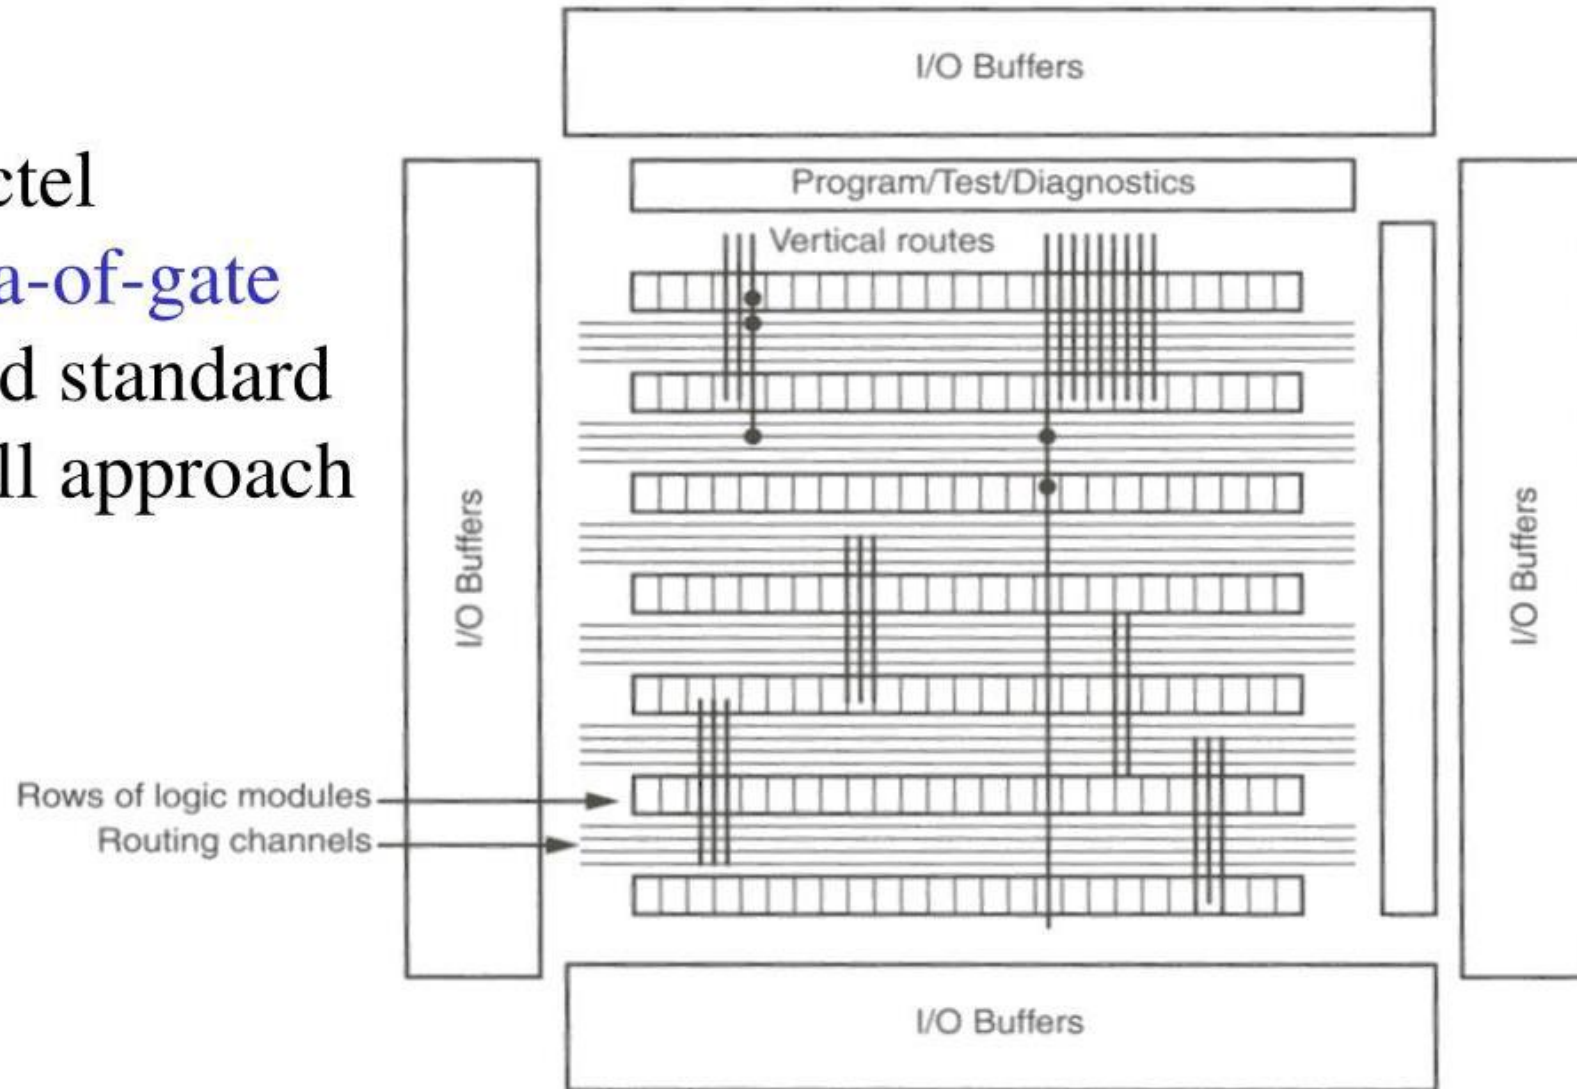 ctel
a-of-gate
d standard
ll approach
I/O Buffers
Program/Test/Diagnostics
Vertical routes
I/O Buffers
I/O Buffers
Rows of logic modules
Routing channels
I/O Buffers